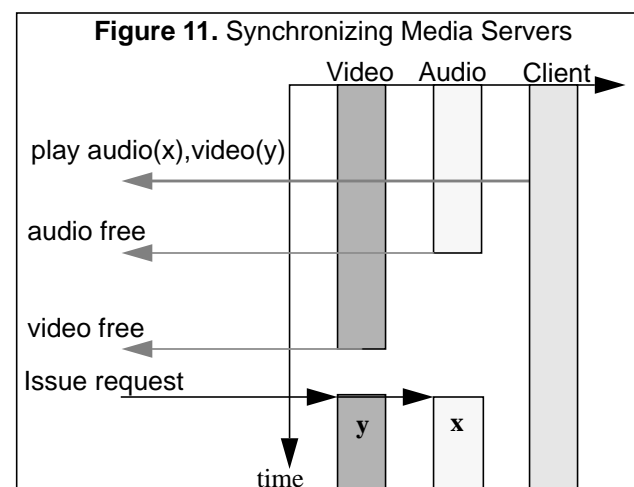 Figure 11. Synchronizing Media Servers
Video Audio Client
play audio(x),video(y)
audio free
video free
Issue request
y x
time